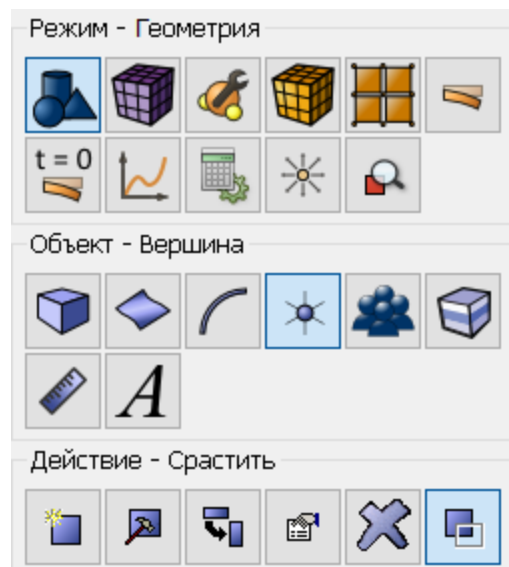 Режим - Геометрия
t = 0
Объект - Вершина
A
Действие - Срастить